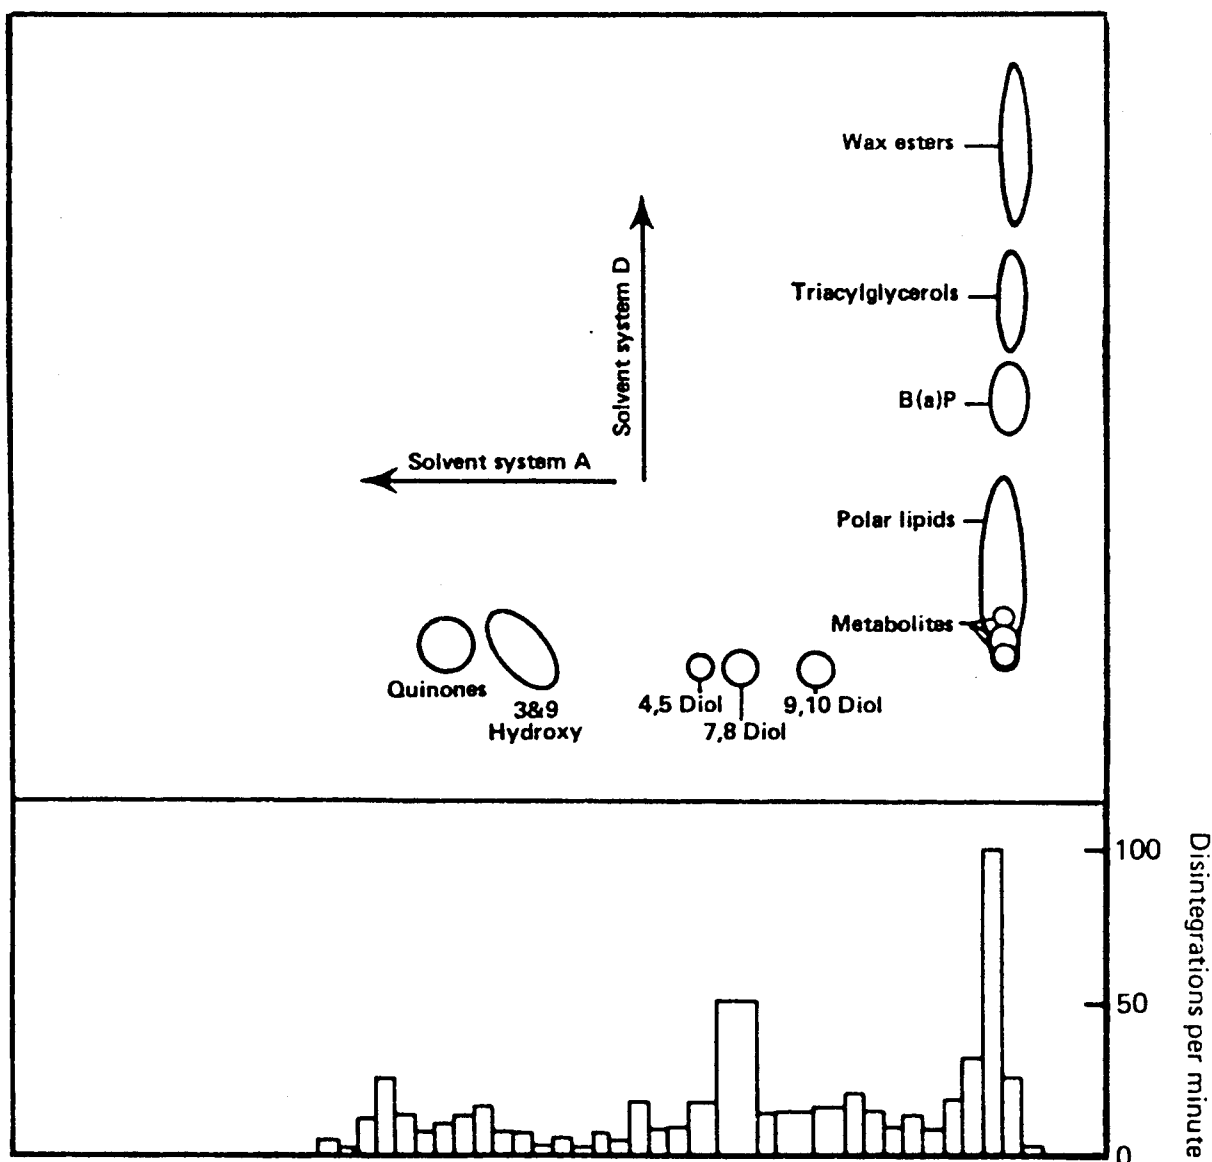 Wax esters
Solvent system D
Triacylglycerols
B(a)P
Solvent system A
Polar lipids
Metabolites
Quinones
3&9
Hydroxy
4,5 Diol
7,8 Diol
9,10 Diol
100
50
0
Disintegrations per minute